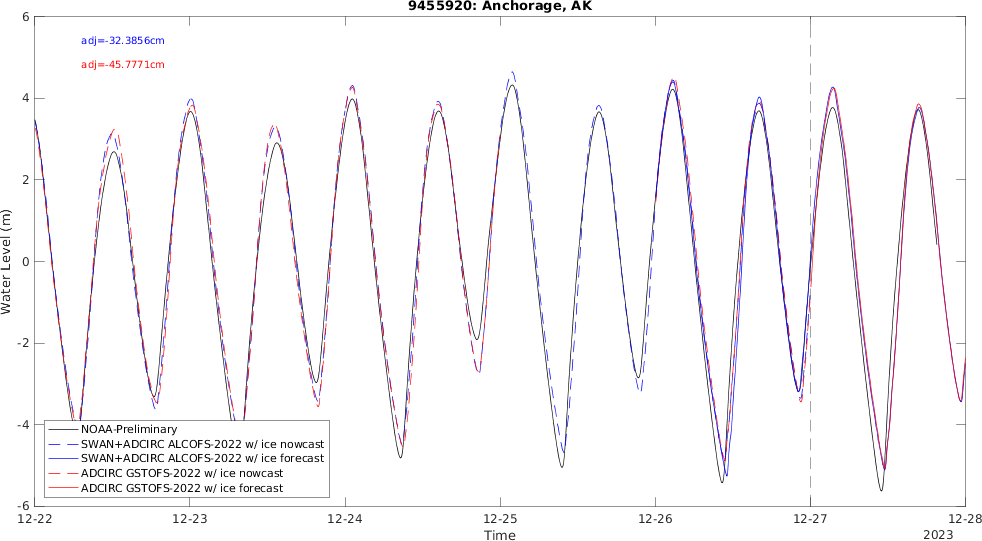 9455920: Anchorage, AK
6
adj=-32.3856cm
adj=-45.7771cm
4
2
0
-2
-4
-6
Water Level (m)
NOAA-Preliminary
SWAN+ADCIRC ALCOFS-2022 w/ ice nowcast
SWAN+ADCIRC ALCOFS-2022 w/ ice forecast
ADCIRC GSTOFS-2022 w/ ice nowcast
ADCIRC GSTOFS-2022 w/ ice forecast
12-22 12-23 12-24 12-25 12-26 12-27 12-28
Time
2023